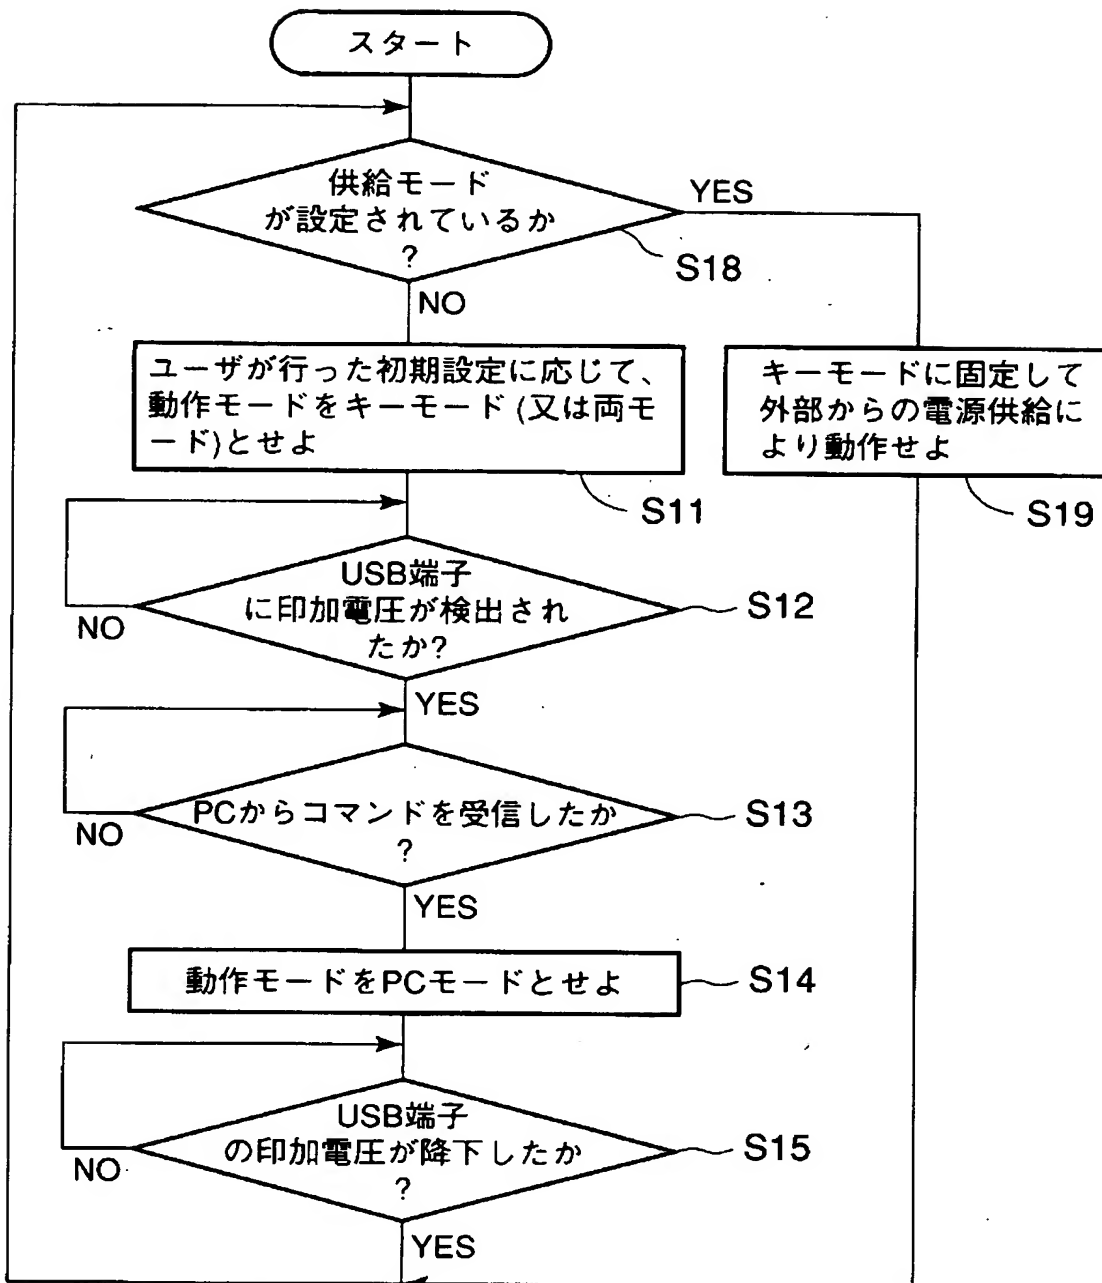 スタート
供給モード
が設定されているか
?
YES
S18
NO
ユーザが行った初期設定に応じて、
動作モードをキーモード(又は両モ
ード)とせよ
S11
キーモードに固定して
外部からの電源供給に
より動作せよ
S19
USB端子
に印加電圧が検出され
たか?
S12
NO
YES
PCからコマンドを受信したか
?
S13
NO
YES
動作モードをPCモードとせよ
S14
USB端子
の印加電圧が降下したか
?
S15
NO
YES